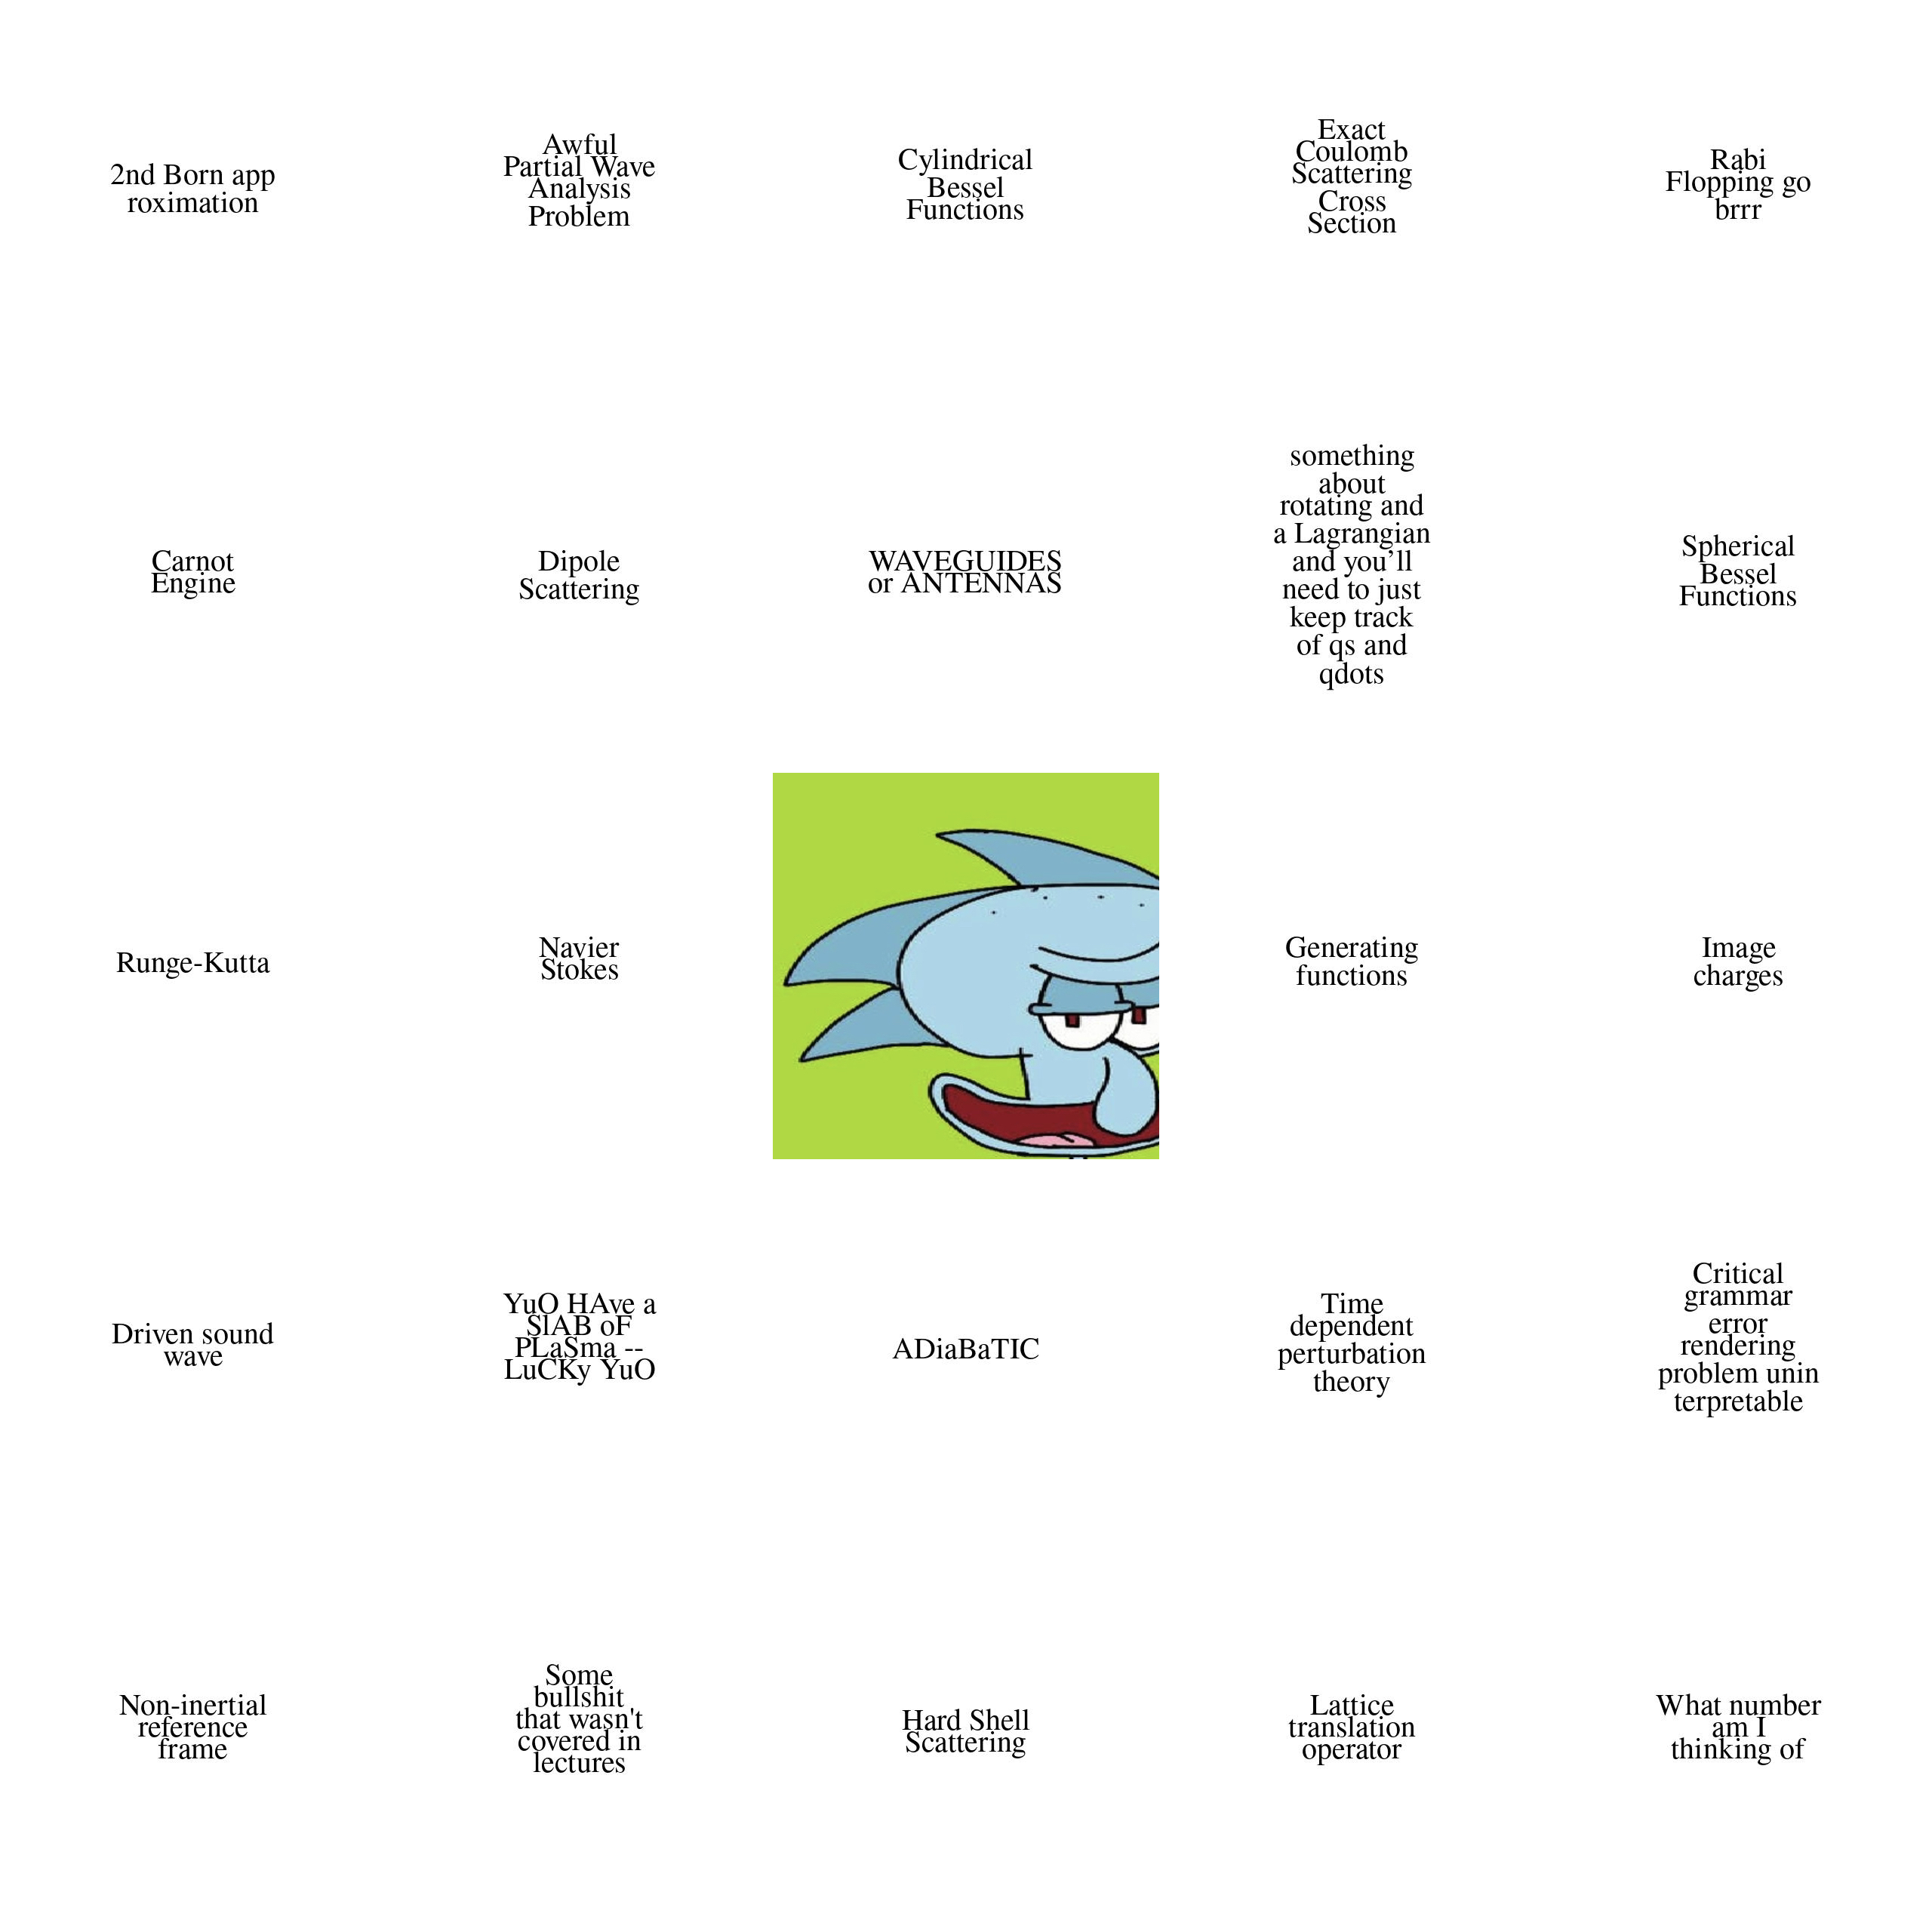 2nd Born app
roximation
Awful
Partial Wave
Analysis
Problem
Cylindrical
Bessel
Functions
Exact
Coulomb
Scattering
Cross
Section
Rabi
Flopping go
brrr
Carnot
Engine
Dipole
Scattering
WAVEGUIDES
or ANTENNAS
something
about
rotating and
a Lagrangian
and you’ll
need to just
keep track
of qs and
qdots
Spherical
Bessel
Functions
Runge-Kutta
Navier
Stokes
Generating
functions
Image
charges
Driven sound
wave
YuO HAve a
SlAB oF
PLaSma --
LuCKy YuO
ADiaBaTIC
Time
dependent
perturbation
theory
Critical
grammar
error
rendering
problem unin
terpretable
Non-inertial
reference
frame
Some
bullshit
that wasn't
covered in
lectures
Hard Shell
Scattering
Lattice
translation
operator
What number
am I
thinking of